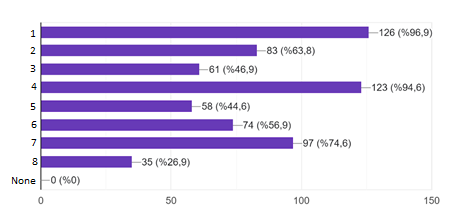 1 126 (%96,9)
2 83 (%63,8)
3 61 (%46,9)
4 123 (%94,6)
5 58 (%44,6)
6 74 (%56,9)
7 97 (%74,6)
8 35 (%26,9)
None 0 (%0)
0 50 100 150